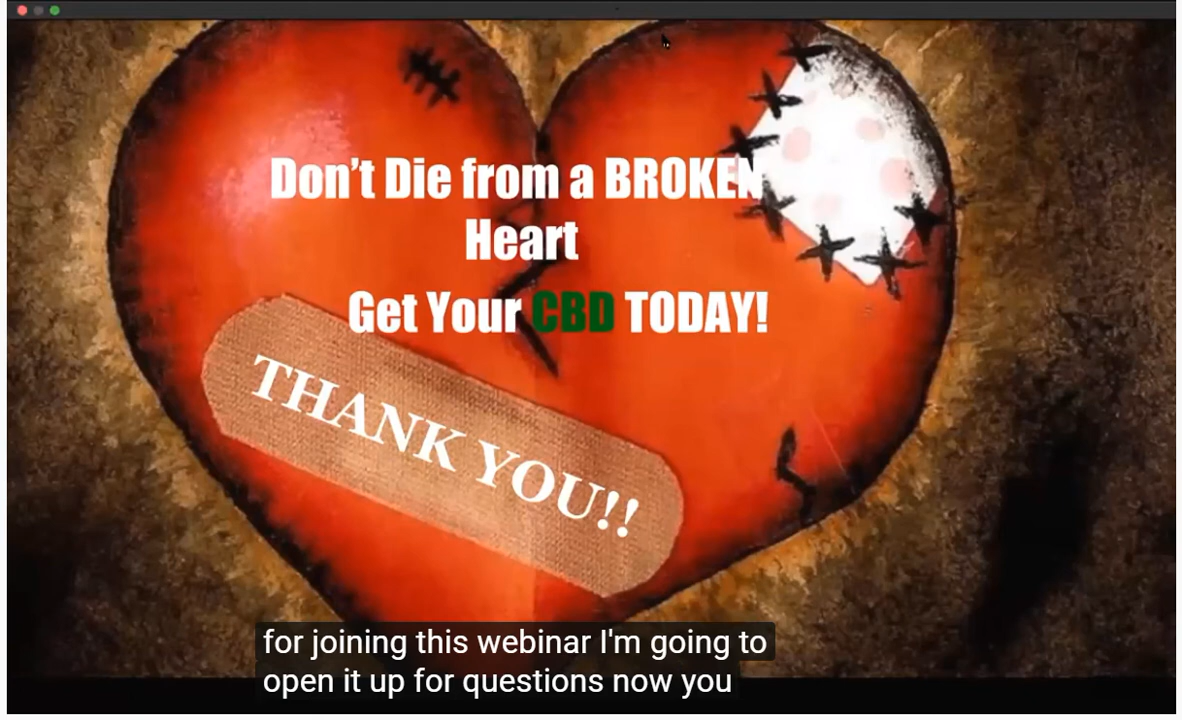 Don't Die from a BROKEN
Heart
Get Your CBD TODAY!
THANK YOU!!
for joining this webinar I'm going to
open it up for questions now you